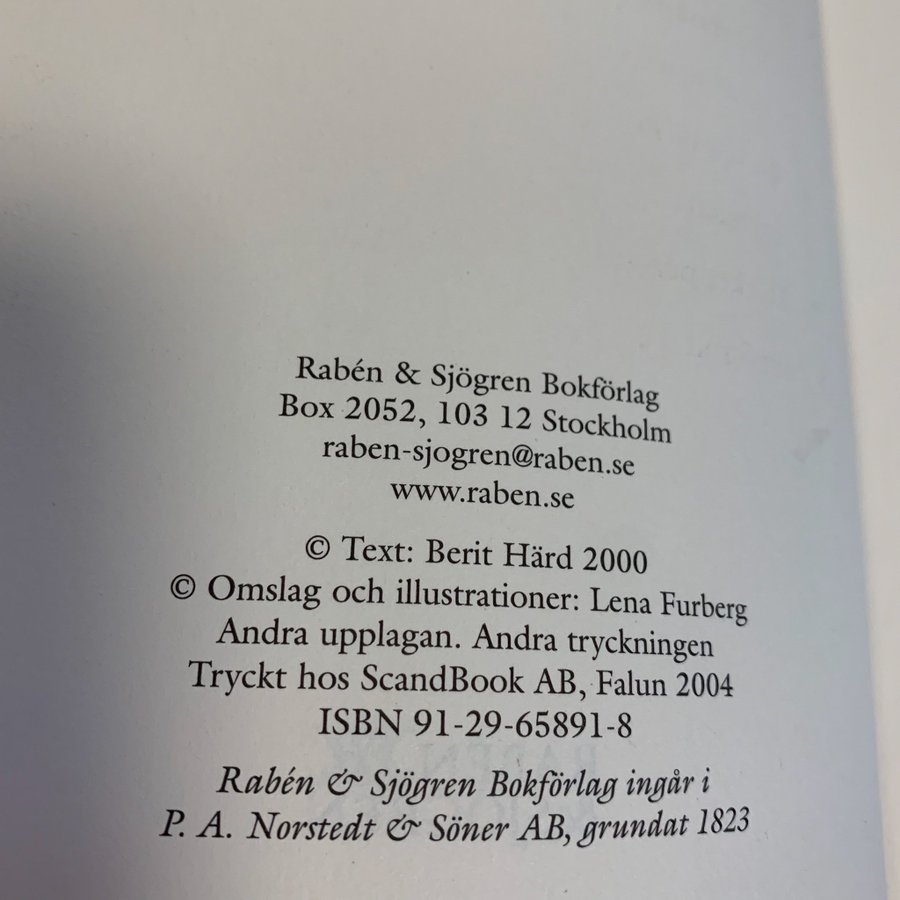 Rabén & Sjögren Bokförlag
Box 2052, 103 12 Stockholm
raben-sjogren@raben.se
www.raben.se
© Text: Berit Härd 2000
© Omslag och illustrationer: Lena Furberg
Andra upplagan. Andra tryckningen
Tryckt hos ScandBook AB, Falun 2004
ISBN 91-29-65891-8
Rabén & Sjögren Bokförlag ingår i
P. A. Norstedt & Söner AB, grundat 1823